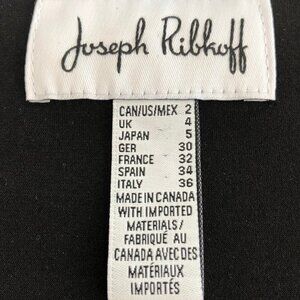 Joseph Ribkoff
CAN/US/MEX 2
UK 4
JAPAN 5
GER 30
FRANCE 32
SPAIN 34
ITALY 36
MADE IN CANADA
WITH IMPORTED
MATERIALS/
FABRIQUÉ AU
CANADA AVEC DES
MATÉRIAUX
IMPORTÉS